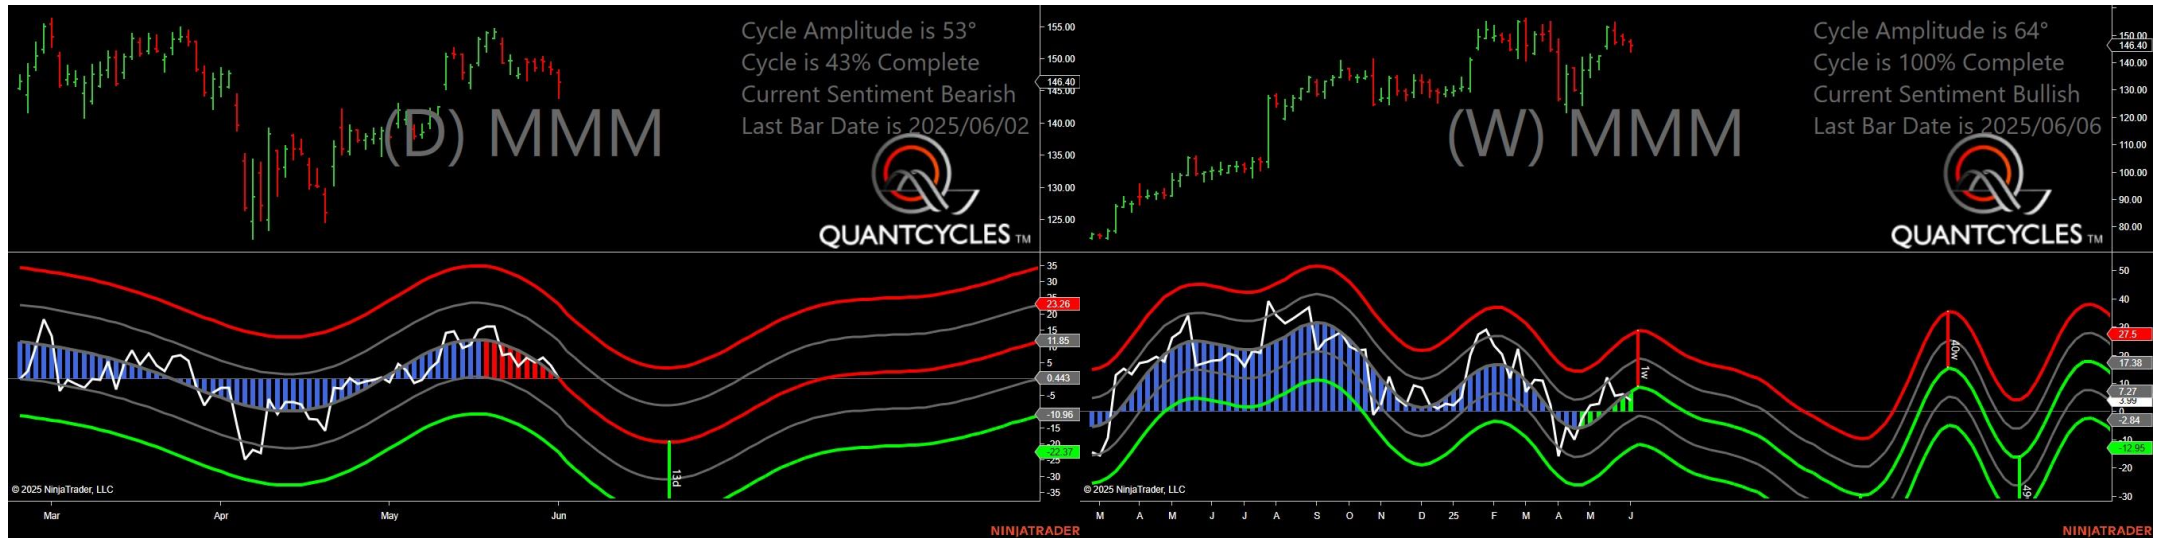 Cycle Amplitude is 53°
Cycle is 43% Complete
Current Sentiment Bearish
Last Bar Date is 2025/06/02
(D) MMM
QUANTCYCLES TM
155.00
150.00
146.40
145.00
140.00
135.00
130.00
125.00
35
30
25
23.26
20
15
11.85
5
0.443
-5
-10.96
-15
-20
-22.37
-25
-30
-35
13d
© 2025 NinjaTrader, LLC
Mar
Apr
May
Jun
NINJATRADER
Cycle Amplitude is 64°
Cycle is 100% Complete
Current Sentiment Bullish
Last Bar Date is 2025/06/06
(W) MMM
QUANTCYCLES TM
150.00
146.40
140.00
130.00
120.00
110.00
100.00
90.00
80.00
50
40
27.5
17.38
10
7.27
3.99
-2.84
-10
-12.95
-20
-30
1w
40w
49
© 2025 NinjaTrader, LLC
M A M J J A S O N D 25 F M A M J
NINJATRADER